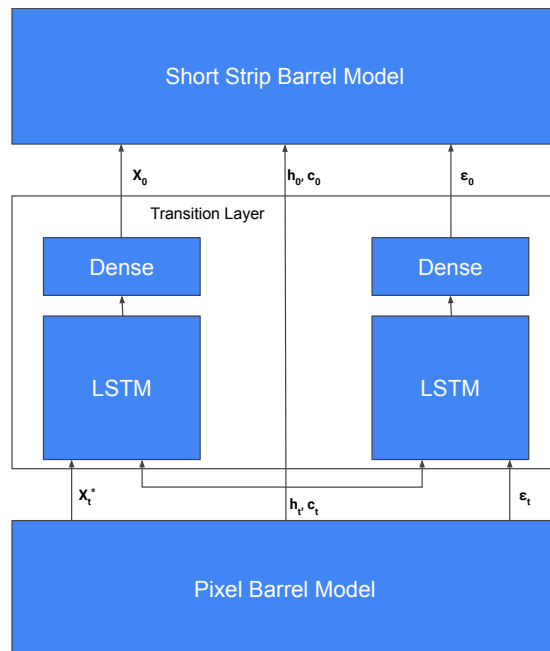 Short Strip Barrel Model
X₀ h₀, c₀ ε₀
Transition Layer
Dense Dense
LSTM LSTM
Xₜ* hₜ, cₜ εₜ
Pixel Barrel Model